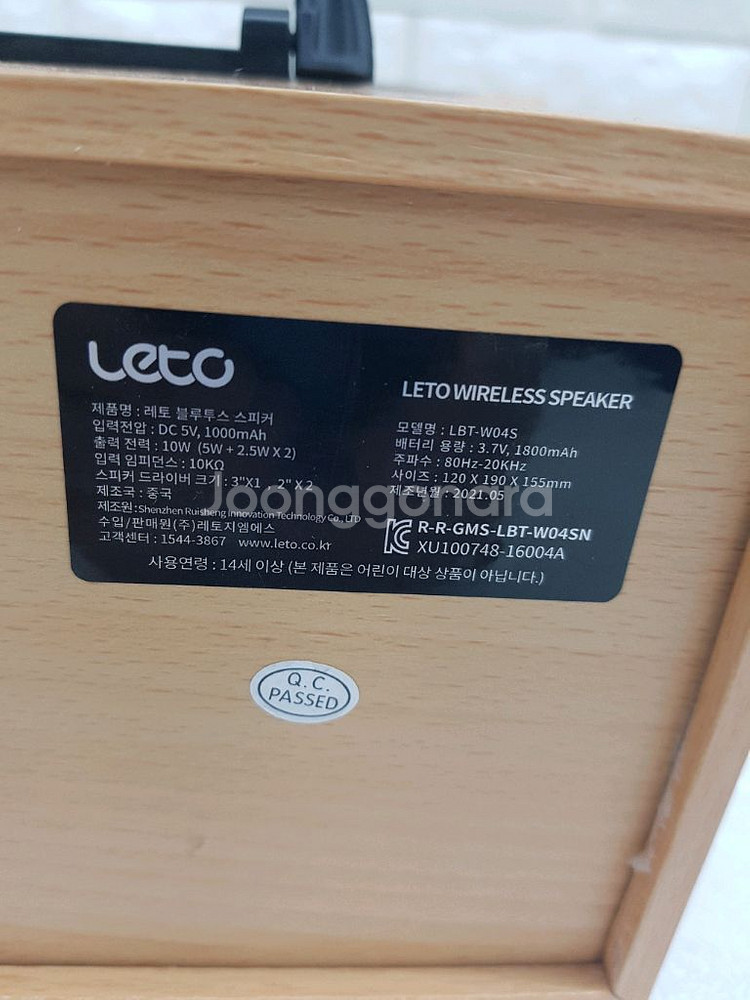 Leto
LETO WIRELESS SPEAKER
제품명 : 레토 블루투스 스피커
입력전압 : DC 5V, 1000mAh
출력 전력 : 10W (5W + 2.5W X 2)
입력 임피던스 : 10KΩ
스피커 드라이버 크기 : 3"X1 , 2" X 2
제조국 : 중국
제조원:Shenzhen Ruisheng Innovation Technology Co., LTD
수입/판매원(주)레토지엠에스
고객센터 : 1544-3867 www.leto.co.kr
모델명 : LBT-W04S
배터리 용량 : 3.7V, 1800mAh
주파수 : 80Hz-20KHz
사이즈 : 120 X 190 X 155mm
제조년월 : 2021.05
R-R-GMS-LBT-W04SN
XU100748-16004A
사용연령 : 14세 이상 (본 제품은 어린이 대상 상품이 아닙니다.)
Joonggonara
Q.C.
PASSED